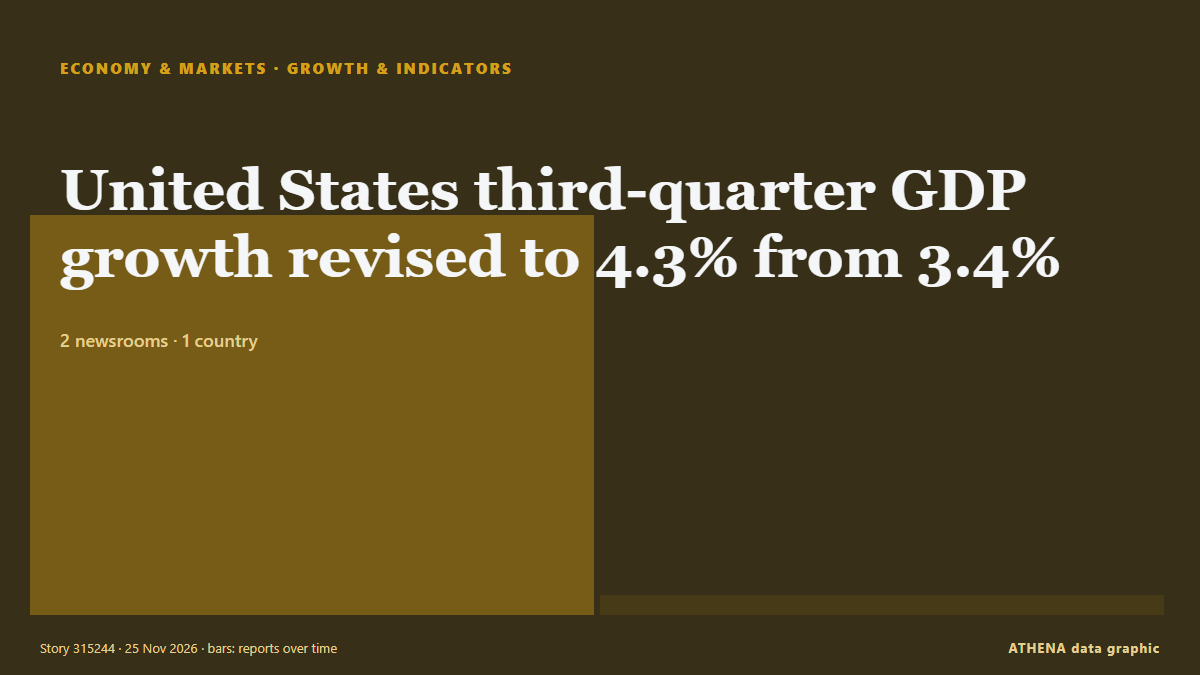 ECONOMY & MARKETS · GROWTH & INDICATORS
United States third-quarter GDP
growth revised to 4.3% from 3.4%
2 newsrooms · 1 country
Story 315244 · 25 Nov 2026 · bars: reports over time
ATHENA data graphic